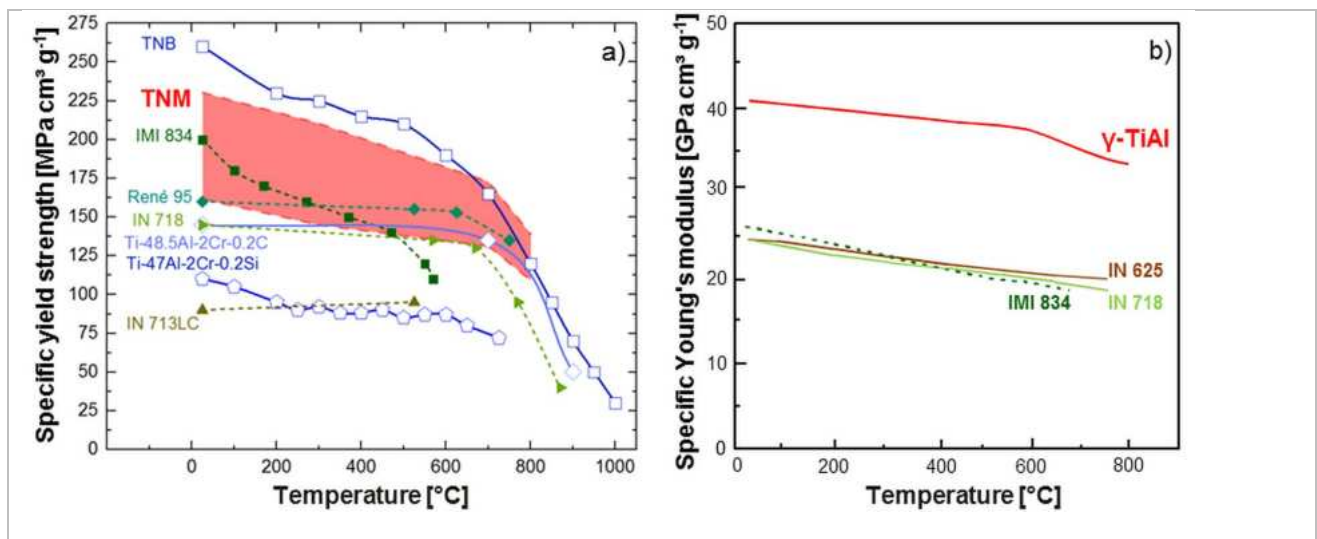 a)
Specific yield strength [MPa cm³ g⁻¹]
275
250
225
200
175
150
125
100
75
50
25
0
TNB
TNM
IMI 834
René 95
IN 718
Ti-48.5Al-2Cr-0.2C
Ti-47Al-2Cr-0.2Si
IN 713LC
0 200 400 600 800 1000
Temperature [°C]
b)
Specific Young's modulus [GPa cm³ g⁻¹]
50
40
30
20
10
0
γ-TiAl
IN 625
IMI 834
IN 718
0 200 400 600 800
Temperature [°C]